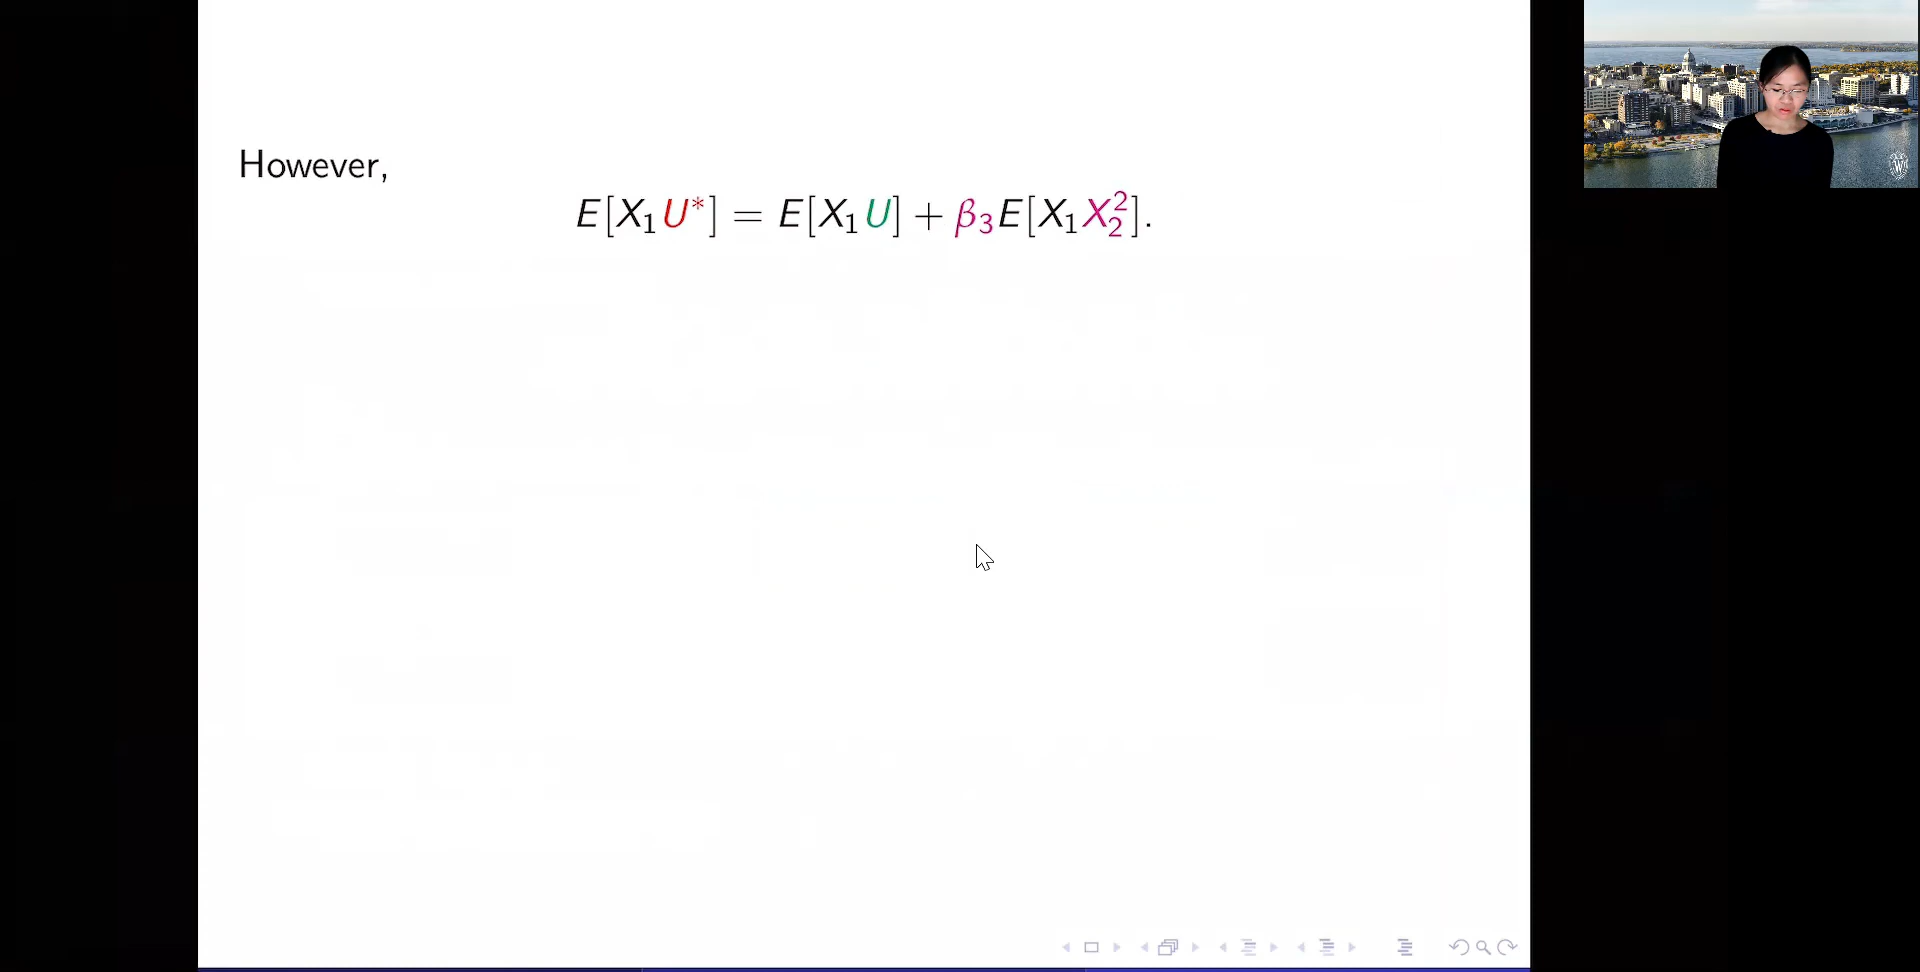 However,
E[X₁U*] = E[X₁U] + β₃E[X₁X₂²].
W